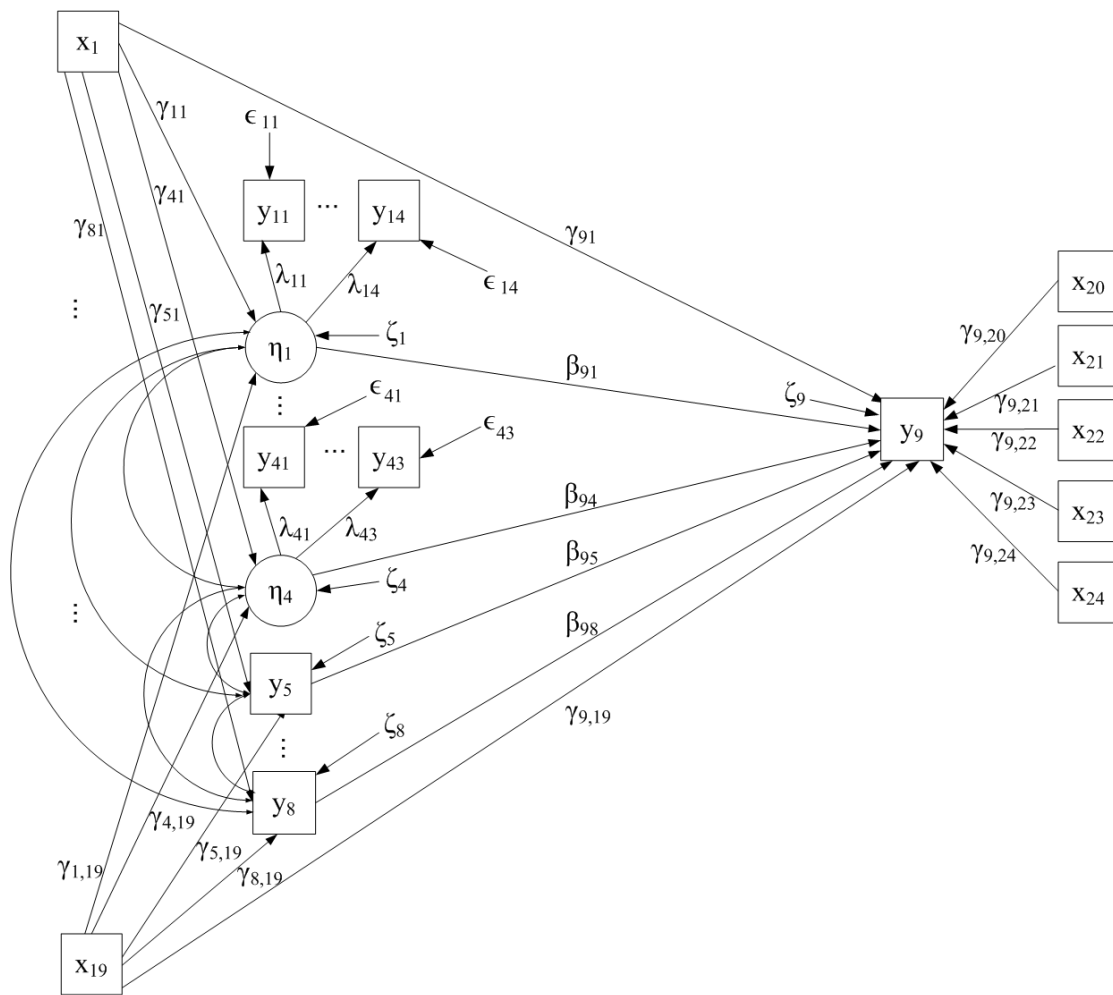 x₁
γ₁₁
ϵ ₁₁
γ₄₁
γ₈₁
y₁₁ ... y₁₄
γ₉₁
λ₁₁
λ₁₄
ϵ ₁₄
x₂₀
...
γ₅₁
ζ₁
γ₉,₂₀
η₁
x₂₁
β₉₁
...
ϵ₄₁
ζ₉
γ₉,₂₁
ϵ₄₃
y₉
x₂₂
γ₉,₂₂
y₄₁ ... y₄₃
β₉₄
γ₉,₂₃
x₂₃
λ₄₁
λ₄₃
β₉₅
γ₉,₂₄
ζ₄
η₄
x₂₄
...
β₉₈
ζ₅
y₅
γ₉,₁₉
ζ₈
...
y₈
γ₄,₁₉
γ₅,₁₉
γ₁,₁₉
γ₈,₁₉
x₁₉